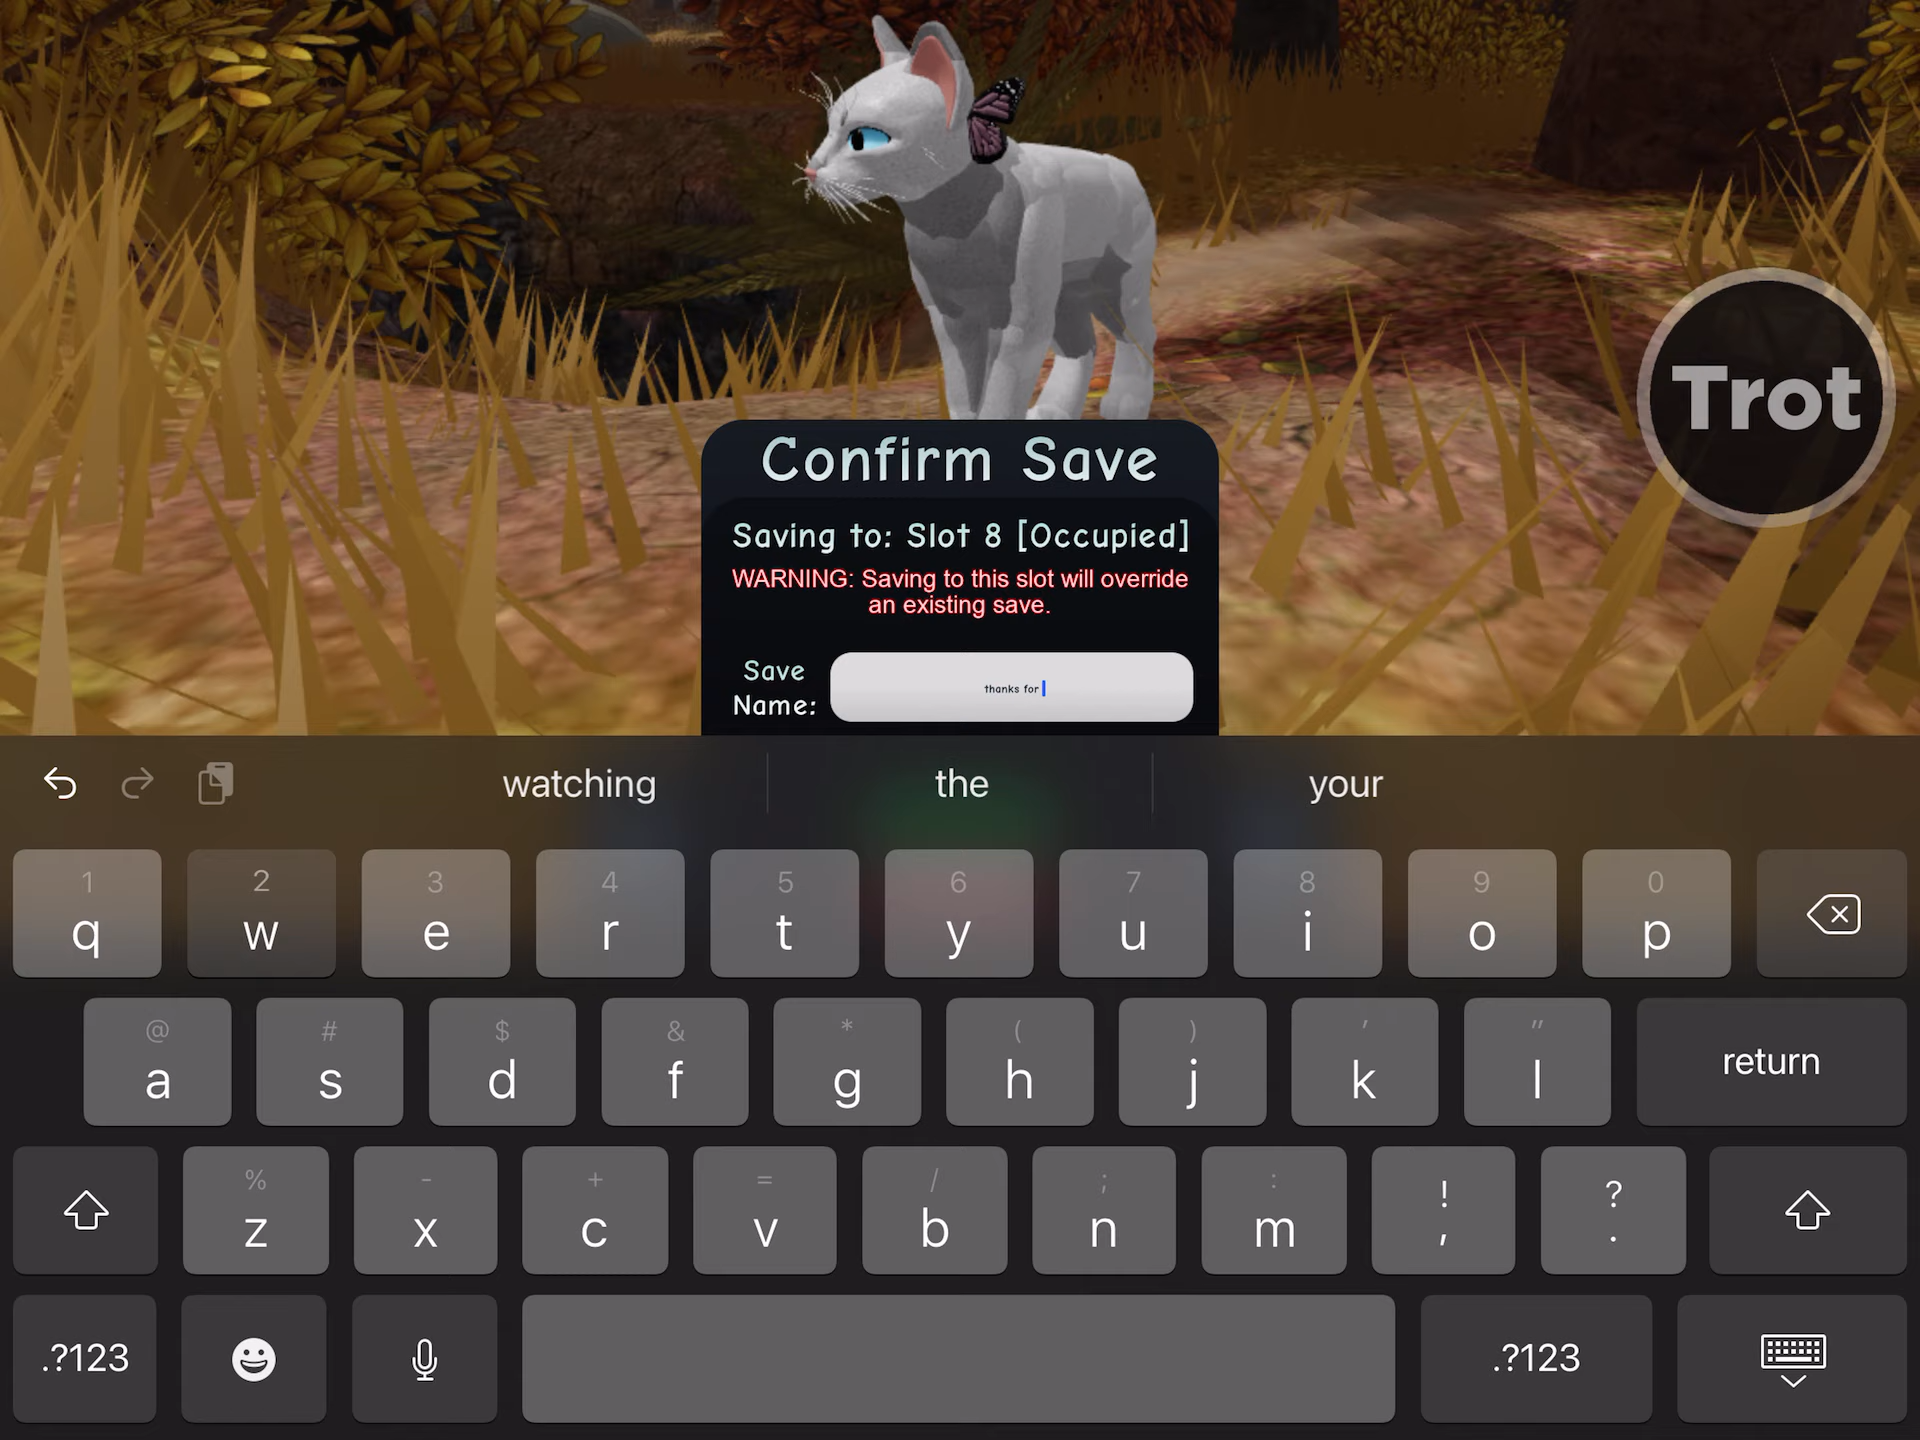 Trot
Confirm Save
Saving to: Slot 8 [Occupied]
WARNING: Saving to this slot will override
an existing save.
Save
Name:
thanks for
watching the your
1 2 3 4 5 6 7 8 9 0
q w e r t y u i o p
@ # $ & * ( ) ' "
a s d f g h j k l return
% - + = / ; : ! ?
z x c v b n m , .
.?123 .?123